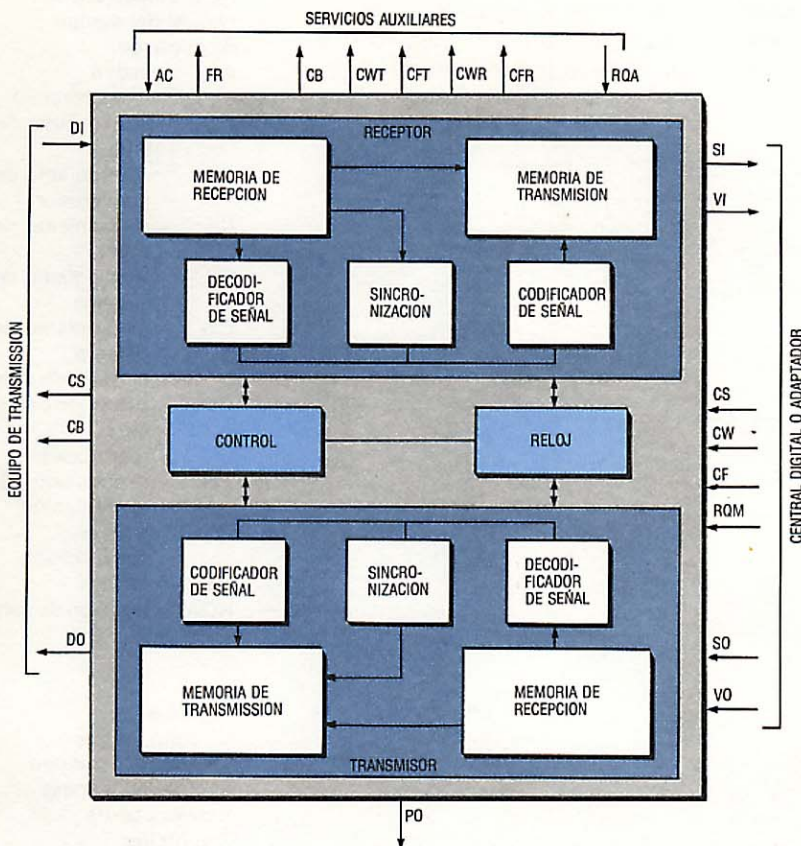 SERVICIOS AUXILIARES
AC
FR
CB
CWT
CFT
CWR
CFR
RQA
EQUIPO DE TRANSMISSION
DI
CS
CB
DO
RECEPTOR
MEMORIA DE
RECEPCION
MEMORIA DE
TRANSMISION
DECODI-
FICADOR
DE SEÑAL
SINCRO-
NIZACION
CODIFICADOR
DE SEÑAL
CONTROL
RELOJ
CODIFICADOR
DE SEÑAL
SINCRO-
NIZACION
DECODI-
FICADOR
DE SEÑAL
MEMORIA DE
TRANSMISSION
MEMORIA DE
RECEPCION
TRANSMISOR
SI
VI
CS
CW
CF
RQM
SO
VO
CENTRAL DIGITAL O ADAPTADOR
PO